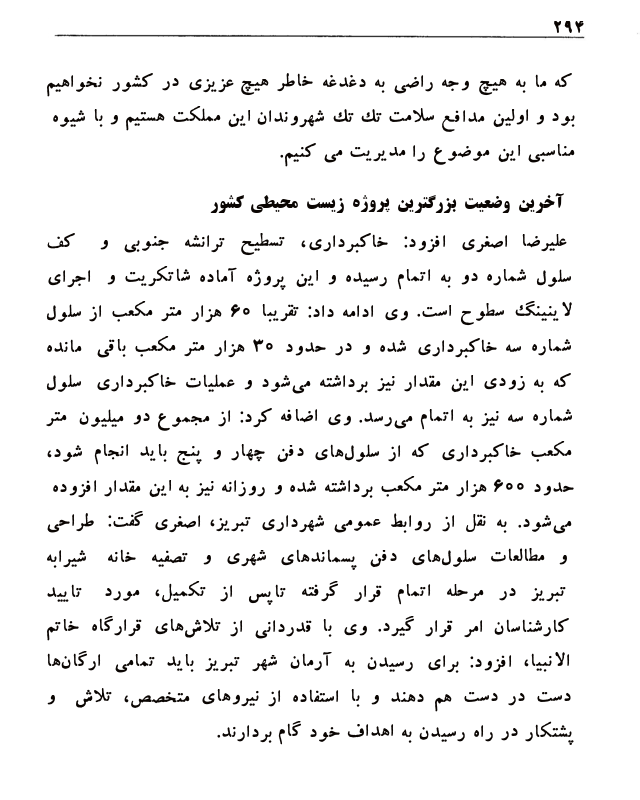 ۲۹۴
که ما به هیچ وجه راضی به دغدغه خاطر هیچ عزیزی در کشور نخواهیم
بود و اولین مدافع سلامت تك تك شهروندان این مملکت هستیم و با شیوه
مناسبی این موضوع را مدیریت می کنیم.
آخرین وضعیت بزرگترین پروژه زیست محیطی کشور
علیرضا اصغری افزود: خاکبرداری، تسطیح ترانشه جنوبی و کف
سلول شماره دو به اتمام رسیده و این پروژه آماده شاتکریت و اجرای
لاینینگ سطوح است. وی ادامه داد: تقریبا ۶۰ هزار متر مکعب از سلول
شماره سه خاکبرداری شده و در حدود ۳۰ هزار متر مکعب باقی مانده
که به زودی این مقدار نیز برداشته می‌شود و عملیات خاکبرداری سلول
شماره سه نیز به اتمام می‌رسد. وی اضافه کرد: از مجموع دو میلیون متر
مکعب خاکبرداری که از سلول‌های دفن چهار و پنج باید انجام شود،
حدود ۶۰۰ هزار متر مکعب برداشته شده و روزانه نیز به این مقدار افزوده
می‌شود. به نقل از روابط عمومی شهرداری تبریز، اصغری گفت: طراحی
و مطالعات سلول‌های دفن پسماندهای شهری و تصفیه خانه شیرابه
تبریز در مرحله اتمام قرار گرفته تاپس از تکمیل، مورد تایید
کارشناسان امر قرار گیرد. وی با قدردانی از تلاش‌های قرارگاه خاتم
الانبیا، افزود: برای رسیدن به آرمان شهر تبریز باید تمامی ارگان‌ها
دست در دست هم دهند و با استفاده از نیروهای متخصص، تلاش و
پشتکار در راه رسیدن به اهداف خود گام بردارند.